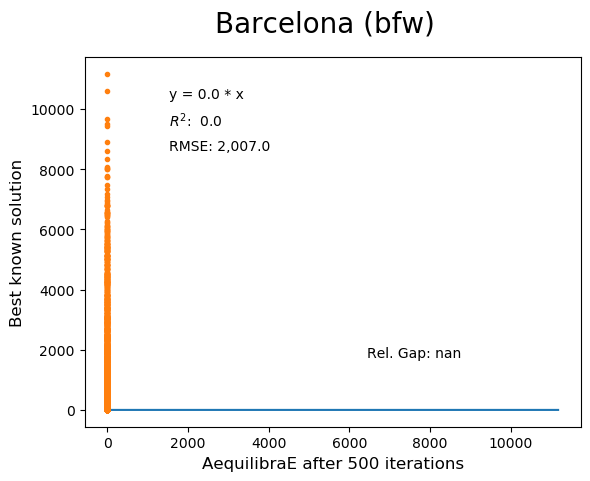 Barcelona (bfw)
y = 0.0 * x
R²: 0.0
RMSE: 2,007.0
Rel. Gap: nan
Best known solution
10000
8000
6000
4000
2000
0
0 2000 4000 6000 8000 10000
AequilibraE after 500 iterations